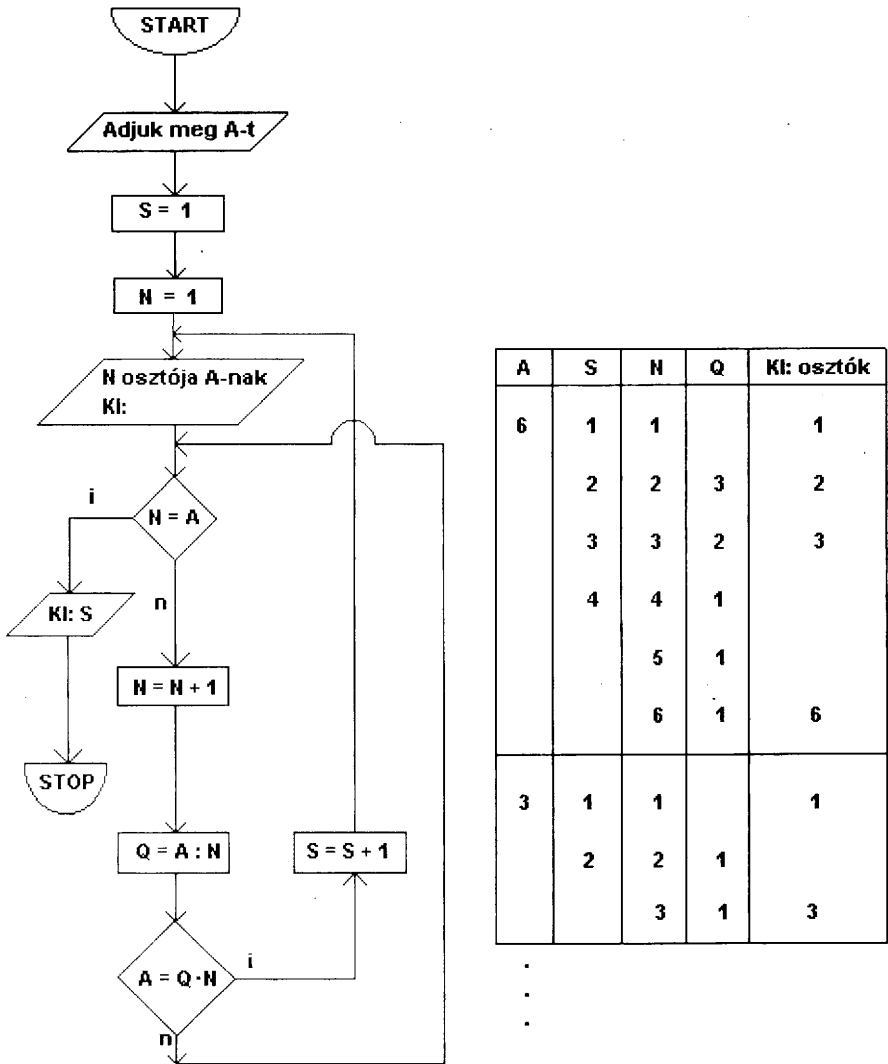 START
Adjuk meg A-t
S = 1
N = 1
N osztója A-nak
KI:
i
N = A
n
KI: S
N = N + 1
STOP
Q = A : N
S = S + 1
A = Q · N
i
n
A S N Q KI: osztók
6 1 1 1
2 2 3 2
3 3 2 3
4 4 1
5 1
6 1 6
3 1 1 1
2 2 1
3 1 3
.
.
.